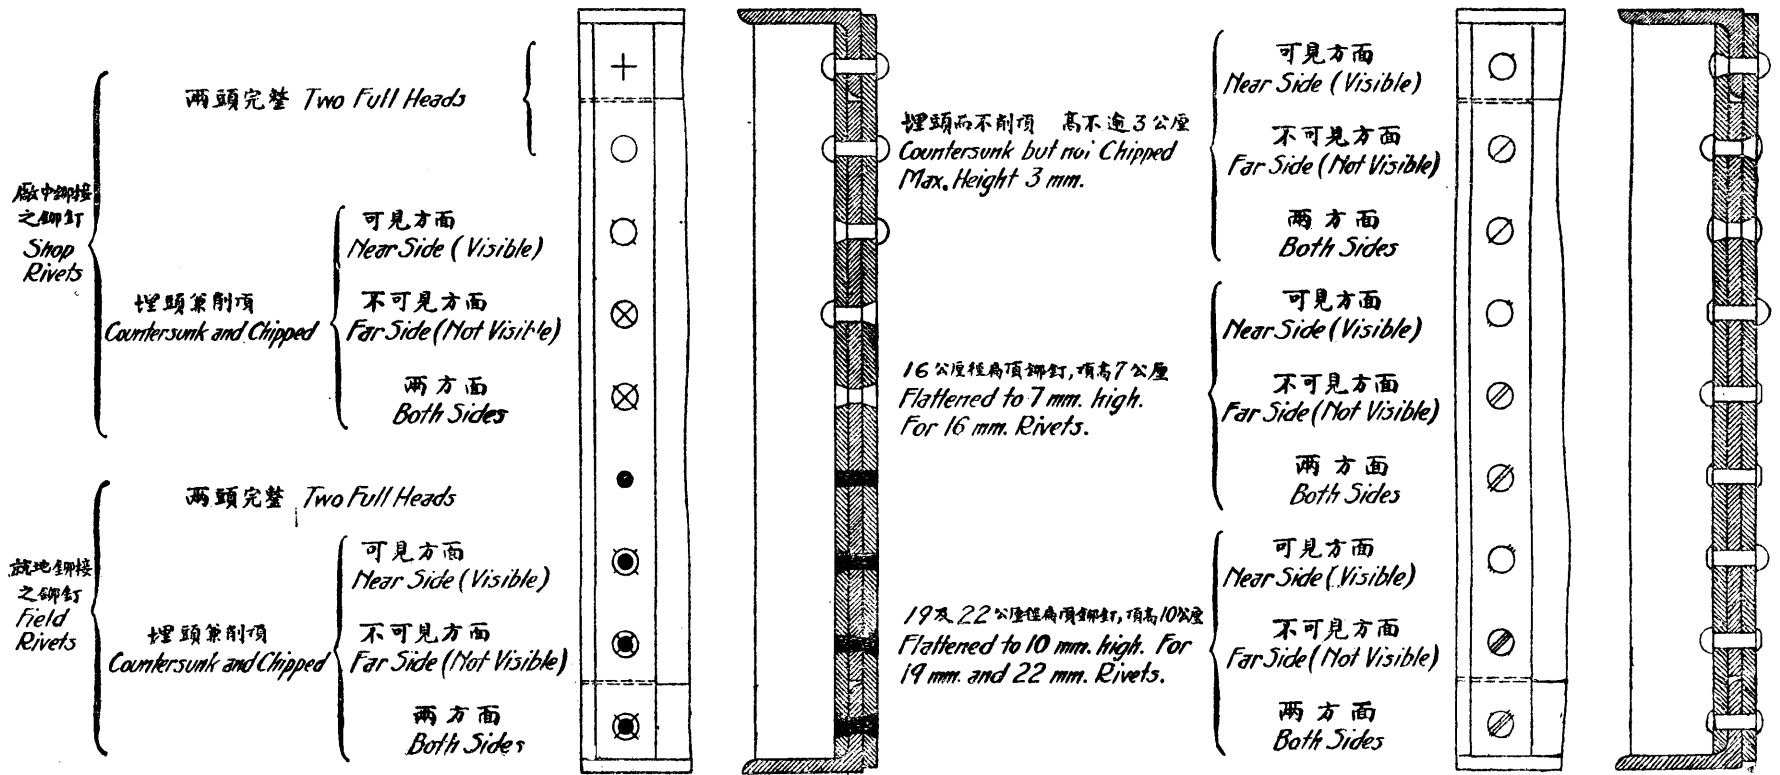 兩頭完整 Two Full Heads
廠中鉚接
之鉚釘
Shop
Rivets
可見方面
Near Side (Visible)
埋頭兼削頂
Countersunk and Chipped
不可見方面
Far Side (Not Visible)
兩方面
Both Sides
兩頭完整 Two Full Heads
就地鉚接
之鉚釘
Field
Rivets
可見方面
Near Side (Visible)
埋頭兼削頂
Countersunk and Chipped
不可見方面
Far Side (Not Visible)
兩方面
Both Sides
埋頭而不削頂 高不逾3公厘
Countersunk but not Chipped
Max. Height 3 mm.
可見方面
Near Side (Visible)
不可見方面
Far Side (Not Visible)
两方面
Both Sides
16公厘徑扁頂鉚釘,頂高7公厘
Flattened to 7 mm. high.
For 16 mm. Rivets.
可見方面
Near Side (Visible)
不可見方面
Far Side (Not Visible)
两方面
Both Sides
19及22公厘徑扁頂鉚釘,頂高10公厘
Flattened to 10 mm. high. For
19 mm. and 22 mm. Rivets.
可見方面
Near Side (Visible)
不可見方面
Far Side (Not Visible)
两方面
Both Sides